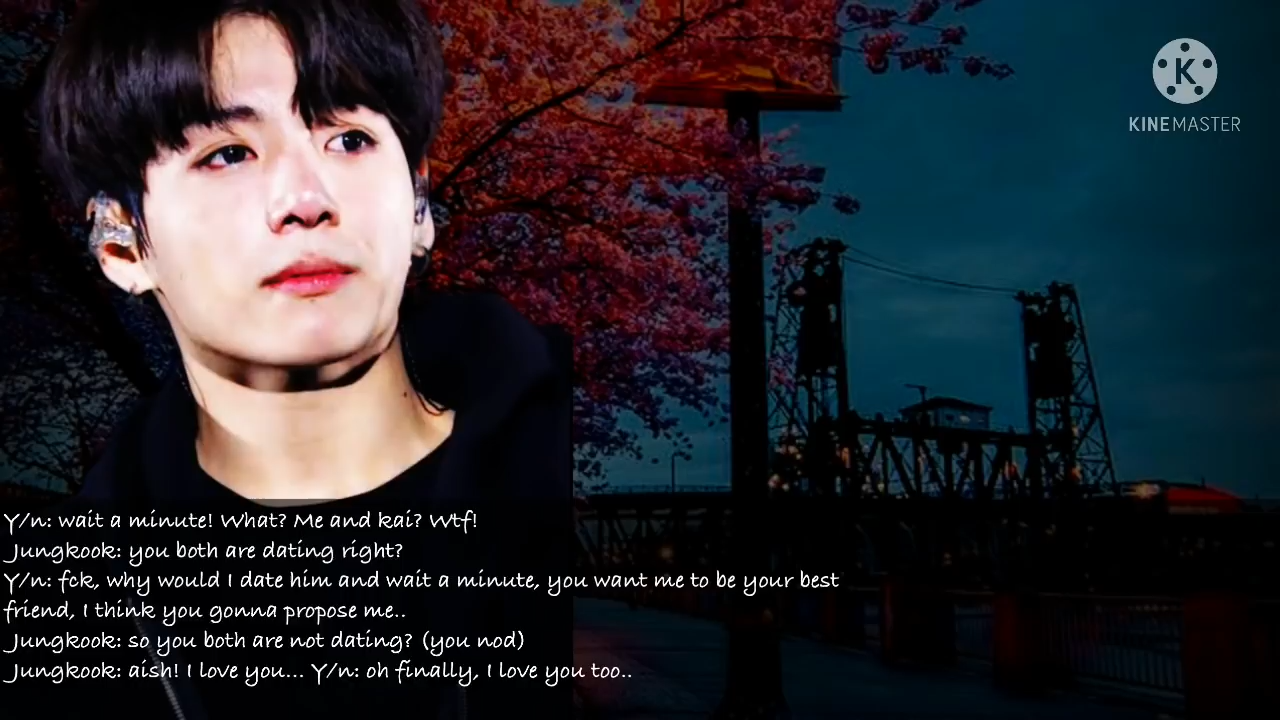 K
KINEMASTER
Y/n: wait a minute! What? Me and kai? Wtf!
Jungkook: you both are dating right?
Y/n: fck, why would I date him and wait a minute, you want me to be your best
friend, I think you gonna propose me..
Jungkook: so you both are not dating? (you nod)
Jungkook: aish! I love you... Y/n: oh finally, I love you too..